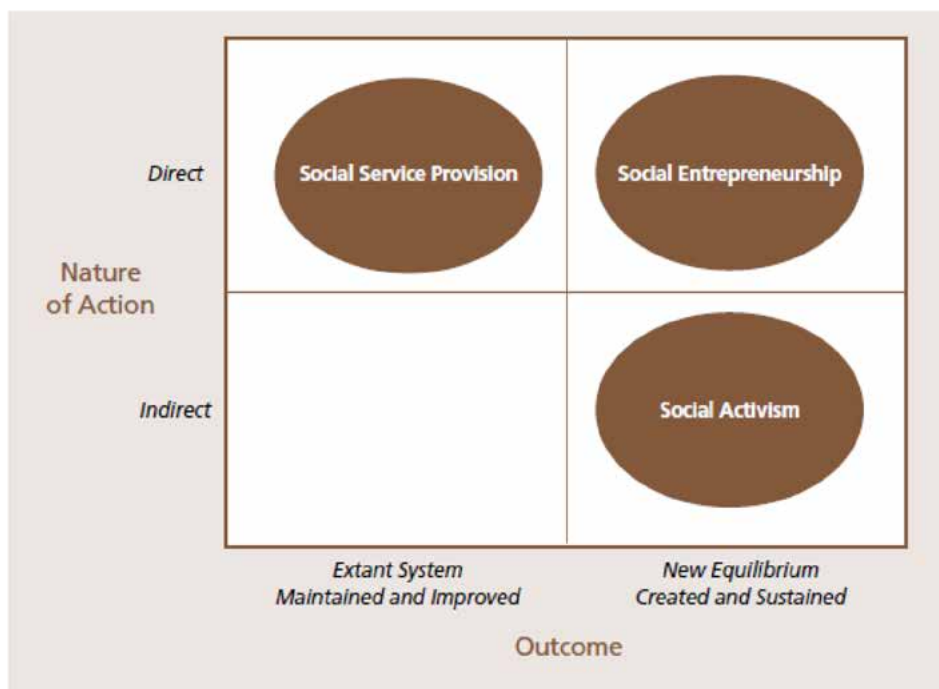 Direct
Social Service Provision
Social Entrepreneurship
Nature
of Action
Indirect
Social Activism
Extant System
Maintained and Improved
New Equilibrium
Created and Sustained
Outcome